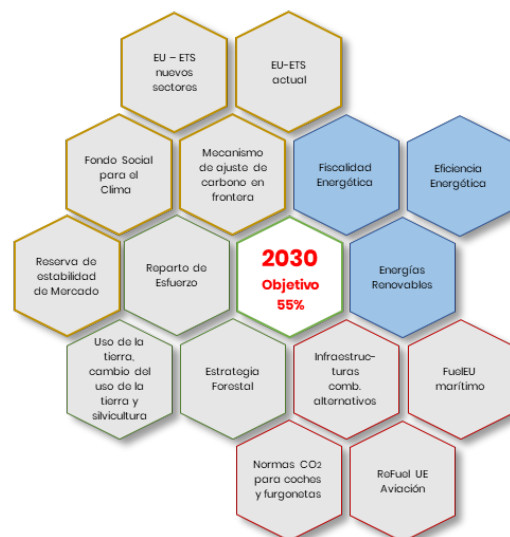 EU – ETS
nuevos
sectores
EU-ETS
actual
Fondo Social
para el
Clima
Mecanismo
de ajuste de
carbono en
frontera
Fiscalidad
Energética
Eficiencia
Energética
Reserva de
estabilidad
de Mercado
Reparto de
Esfuerzo
2030
Objetivo
55%
Energías
Renovables
Uso de la
tierra,
cambio del
uso de la
tierra y
silvicultura
Estrategia
Forestal
Infraestruc-
turas
comb.
alternativos
FuelEU
marítimo
Normas CO₂
para coches
y furgonetas
ReFuel UE
Aviación